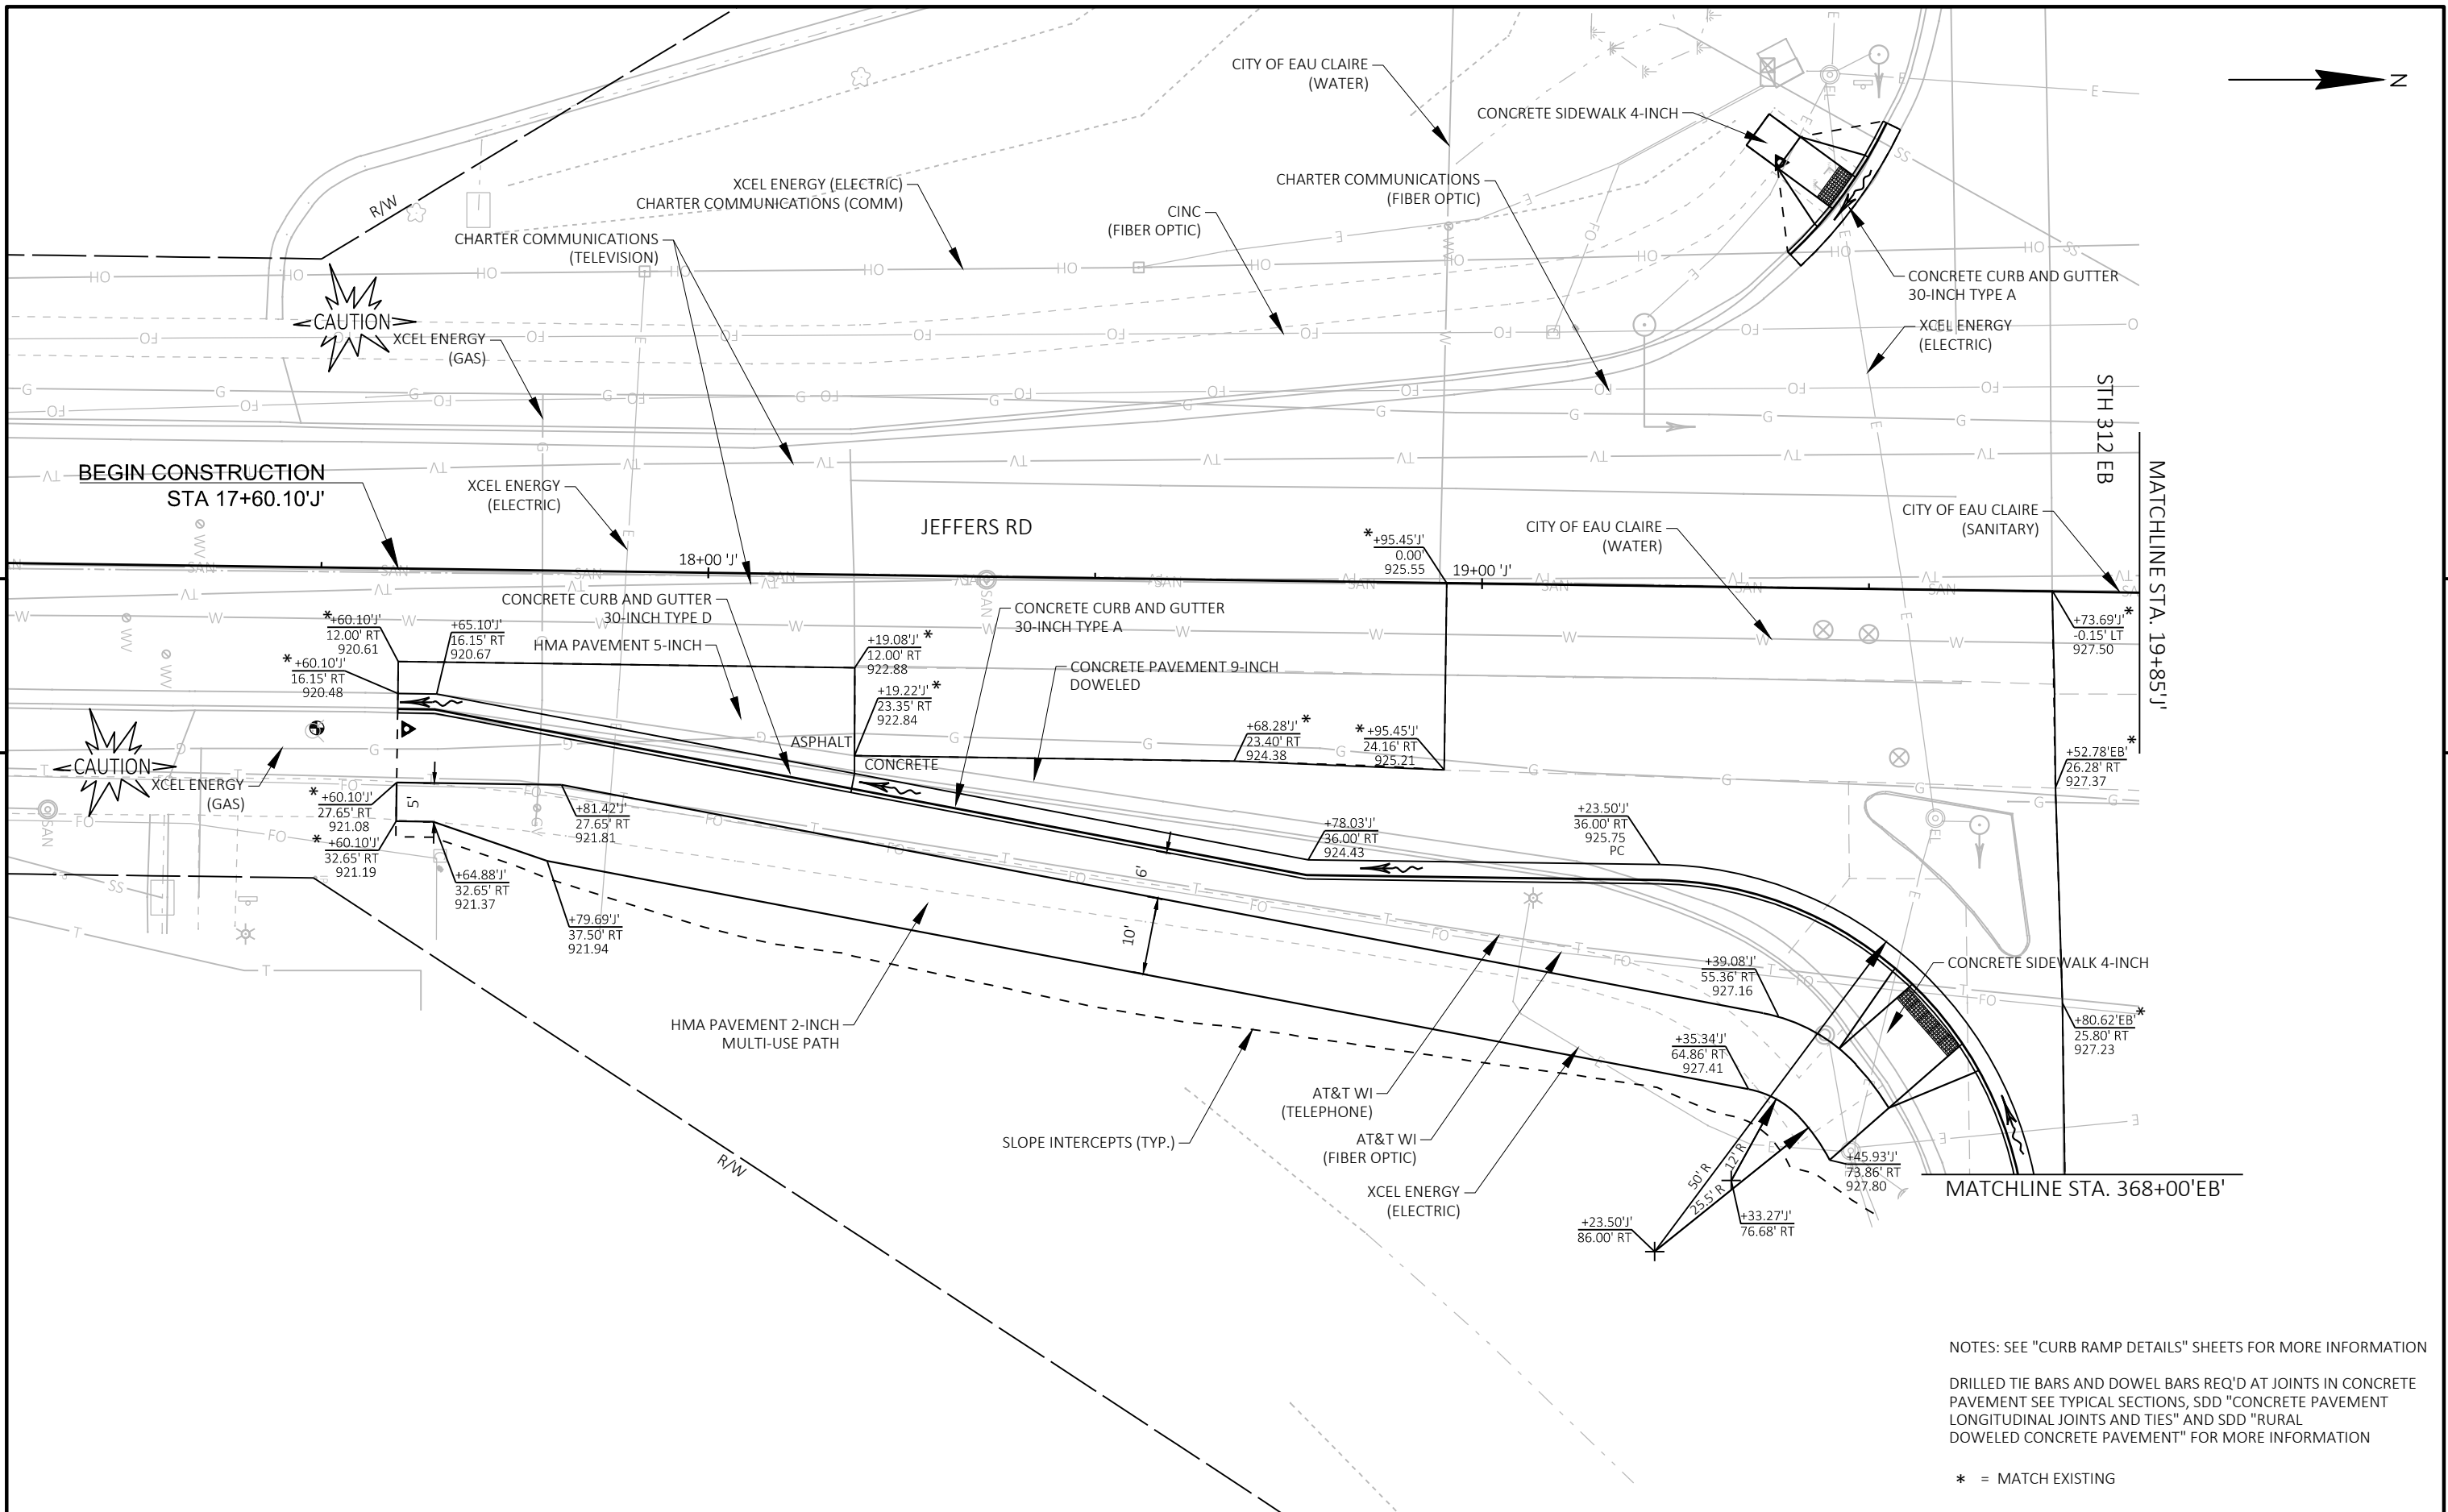 CITY OF EAU CLAIRE
(WATER)
N
CONCRETE SIDEWALK 4-INCH
XCEL ENERGY (ELECTRIC)
CHARTER COMMUNICATIONS (COMM)
CHARTER COMMUNICATIONS
(FIBER OPTIC)
R/W
CINC
(FIBER OPTIC)
CHARTER COMMUNICATIONS
(TELEVISION)
CONCRETE CURB AND GUTTER
30-INCH TYPE A
CAUTION
XCEL ENERGY
(GAS)
XCEL ENERGY
(ELECTRIC)
STH 312 EB
MATCHLINE STA. 19+85'J'
BEGIN CONSTRUCTION
STA 17+60.10'J'
XCEL ENERGY
(ELECTRIC)
JEFFERS RD
CITY OF EAU CLAIRE
(WATER)
CITY OF EAU CLAIRE
(SANITARY)
18+00 'J'
19+00 'J'
* +95.45'J'
0.00'
925.55
CONCRETE CURB AND GUTTER
30-INCH TYPE D
CONCRETE CURB AND GUTTER
30-INCH TYPE A
HMA PAVEMENT 5-INCH
CONCRETE PAVEMENT 9-INCH
DOWELED
* +60.10'J'
12.00' RT
920.61
+65.10'J'
16.15' RT
920.67
* +60.10'J'
16.15' RT
920.48
+19.08'J' *
12.00' RT
922.88
+19.22'J' *
23.35' RT
922.84
+73.69'J' *
-0.15' LT
927.50
+68.28'J' *
23.40' RT
924.38
* +95.45'J'
24.16' RT
925.21
+52.78'EB' *
26.28' RT
927.37
ASPHALT
CONCRETE
CAUTION
XCEL ENERGY
(GAS)
* +60.10'J'
27.65' RT
921.08
5'
+81.42'J'
27.65' RT
921.81
* +60.10'J'
32.65' RT
921.19
+64.88'J'
32.65' RT
921.37
+79.69'J'
37.50' RT
921.94
+78.03'J'
36.00' RT
924.43
+23.50'J'
36.00' RT
925.75
PC
6'
10'
+39.08'J'
55.36' RT
927.16
CONCRETE SIDEWALK 4-INCH
HMA PAVEMENT 2-INCH
MULTI-USE PATH
+35.34'J'
64.86' RT
927.41
+80.62'EB' *
25.80' RT
927.23
AT&T WI
(TELEPHONE)
SLOPE INTERCEPTS (TYP.)
AT&T WI
(FIBER OPTIC)
R/W
XCEL ENERGY
(ELECTRIC)
50' R
12' R
25.5' R
+45.93'J'
73.86' RT
927.80
MATCHLINE STA. 368+00'EB'
+23.50'J'
86.00' RT
+33.27'J'
76.68' RT
NOTES: SEE "CURB RAMP DETAILS" SHEETS FOR MORE INFORMATION
DRILLED TIE BARS AND DOWEL BARS REQ'D AT JOINTS IN CONCRETE
PAVEMENT SEE TYPICAL SECTIONS, SDD "CONCRETE PAVEMENT
LONGITUDINAL JOINTS AND TIES" AND SDD "RURAL
DOWELED CONCRETE PAVEMENT" FOR MORE INFORMATION
* = MATCH EXISTING